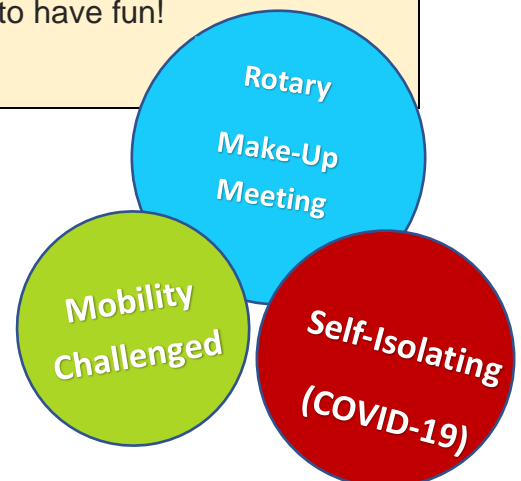 to have fun!
Rotary
Make-Up
Meeting
Mobility
Challenged
Self-Isolating
(COVID-19)